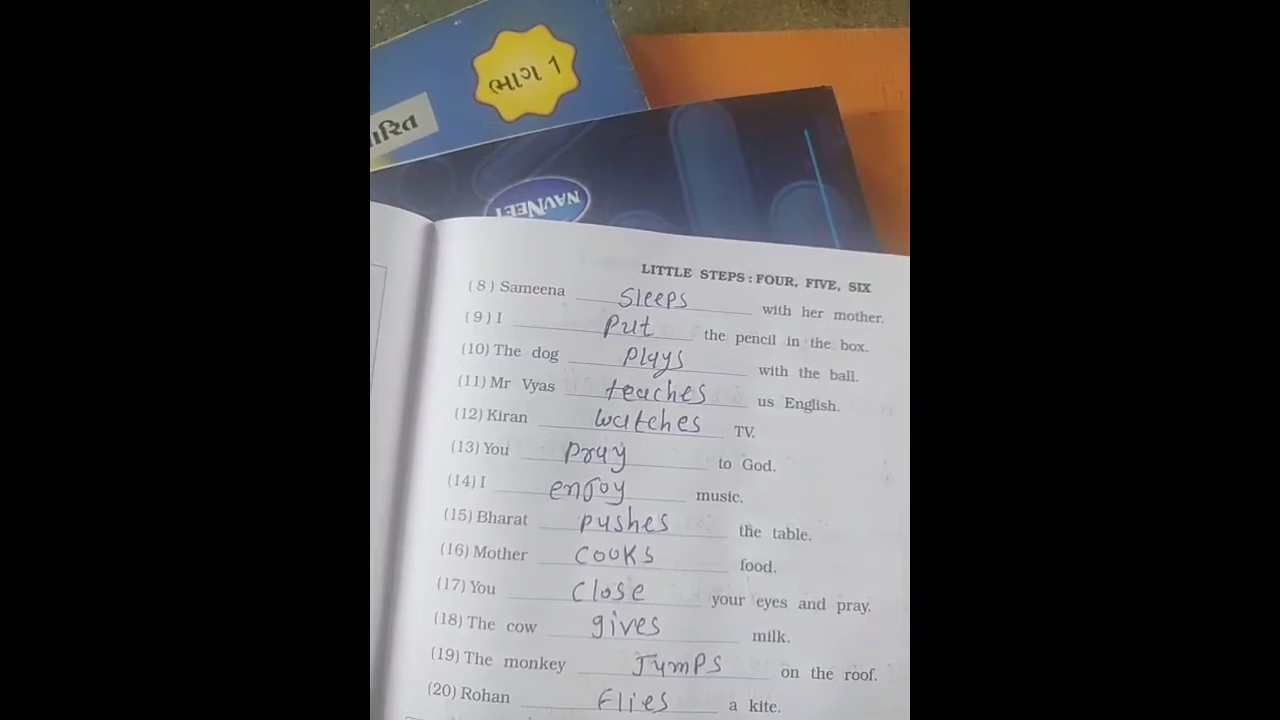 ભાગ 1
ારિત
NAVNEET
LITTLE STEPS : FOUR, FIVE, SIX
(8) Sameena sleeps with her mother.
(9) I put the pencil in the box.
(10) The dog plays with the ball.
(11) Mr Vyas teaches us English.
(12) Kiran watches TV.
(13) You pray to God.
(14) I enjoy music.
(15) Bharat pushes the table.
(16) Mother cooks food.
(17) You close your eyes and pray.
(18) The cow gives milk.
(19) The monkey Jumps on the roof.
(20) Rohan Flies a kite.